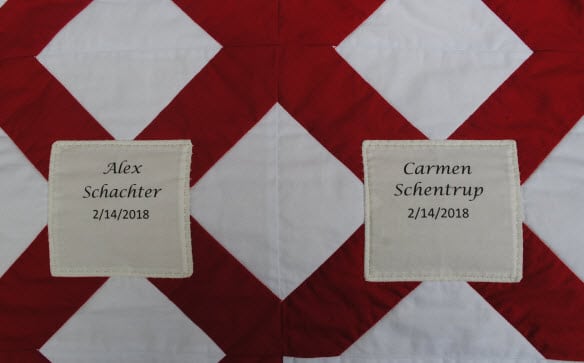 Alex
Schachter
2/14/2018
Carmen
Schentrup
2/14/2018